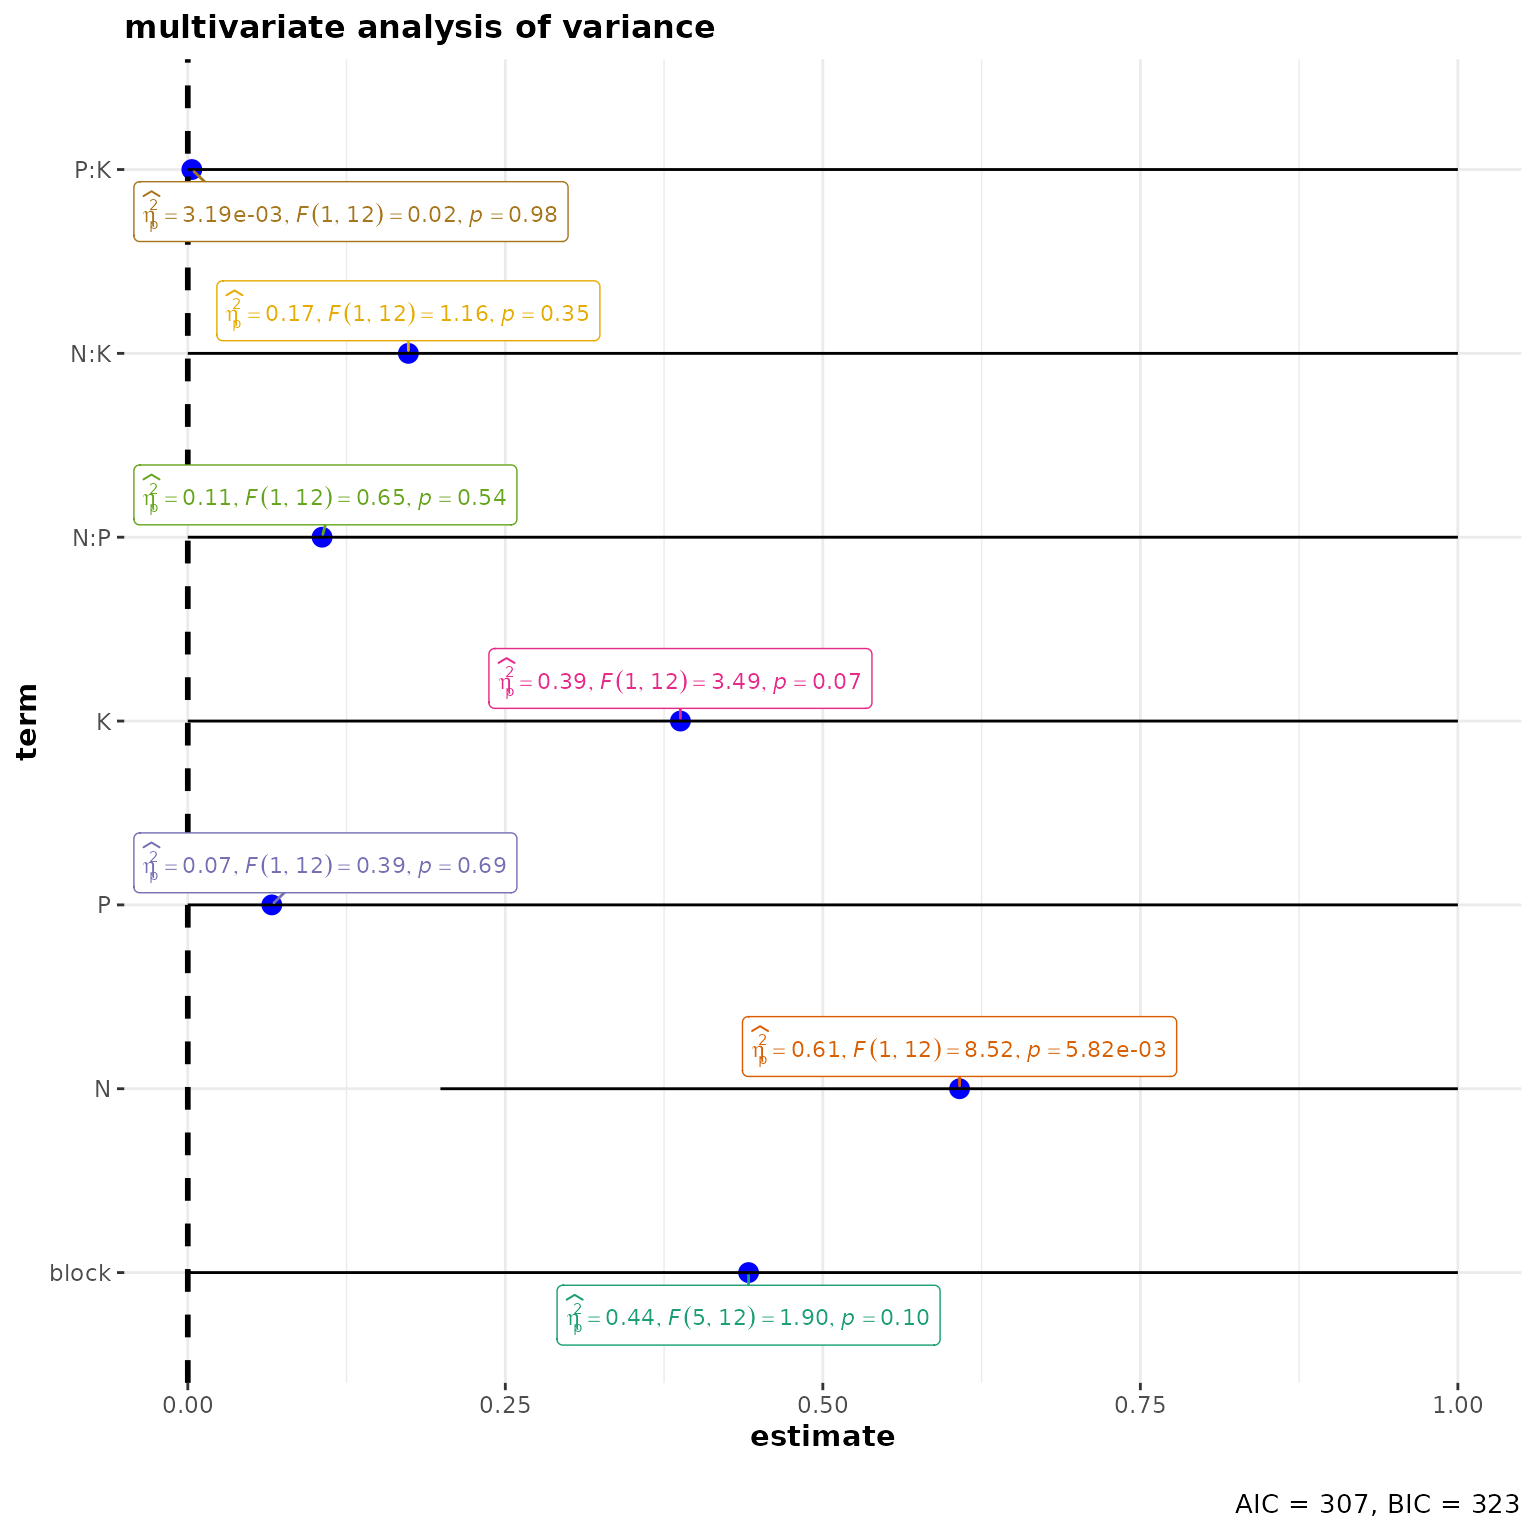 multivariate analysis of variance
P:K
η̂²ₚ = 3.19e-03, F(1, 12) = 0.02, p = 0.98
η̂²ₚ = 0.17, F(1, 12) = 1.16, p = 0.35
N:K
η̂²ₚ = 0.11, F(1, 12) = 0.65, p = 0.54
N:P
η̂²ₚ = 0.39, F(1, 12) = 3.49, p = 0.07
term
K
η̂²ₚ = 0.07, F(1, 12) = 0.39, p = 0.69
P
η̂²ₚ = 0.61, F(1, 12) = 8.52, p = 5.82e-03
N
block
η̂²ₚ = 0.44, F(5, 12) = 1.90, p = 0.10
0.00 0.25 0.50 0.75 1.00
estimate
AIC = 307, BIC = 323